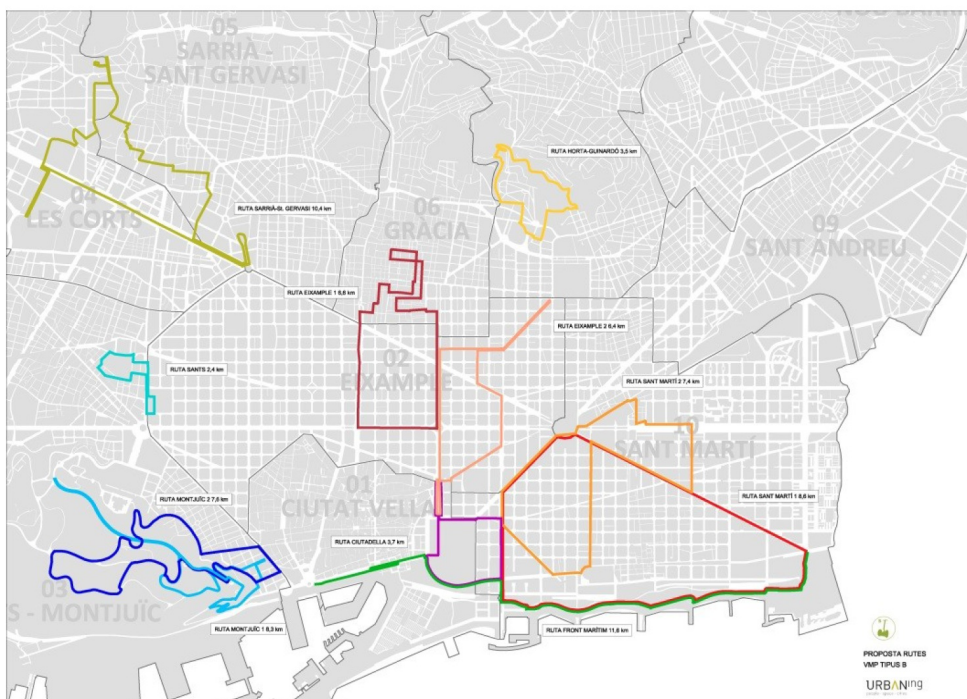 NOU BARRIS
05
SARRIÀ -
SANT GERVASI
RUTA HORTA-GUINARDÓ 3,5 km
04
LES CORTS
RUTA SARRIÀ-St. GERVASI 10,4 km
06
GRÀCIA
09
SANT ANDREU
RUTA EIXAMPLE 1 6,6 km
RUTA EIXAMPLE 2 6,4 km
02
EIXAMPLE
RUTA SANTS 2,4 km
RUTA SANT MARTÍ 2 7,4 km
10
SANT MARTÍ
RUTA MONTJUÏC 2 7,6 km
01
CIUTAT VELLA
RUTA SANT MARTÍ 1 8,6 km
RUTA CIUTADELLA 3,7 km
03
S - MONTJUÏC
RUTA MONTJUÏC 1 8,3 km
RUTA FRONT MARÍTIM 11,6 km
PROPOSTA RUTES
VMP TIPUS B
URBANing